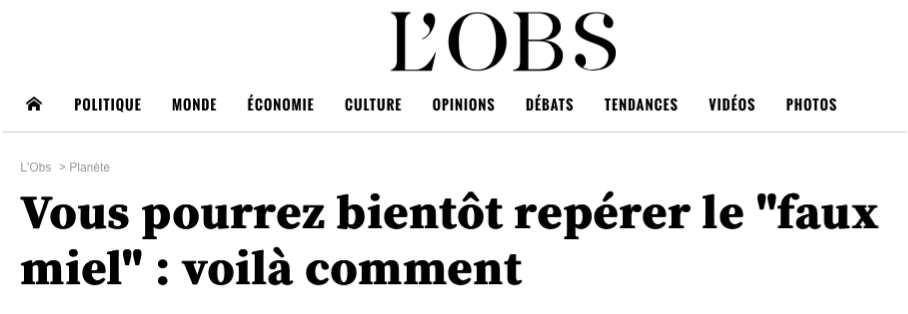 L'OBS
POLITIQUE MONDE ÉCONOMIE CULTURE OPINIONS DÉBATS TENDANCES VIDÉOS PHOTOS
L'Obs > Planète
Vous pourrez bientôt repérer le "faux
miel" : voilà comment